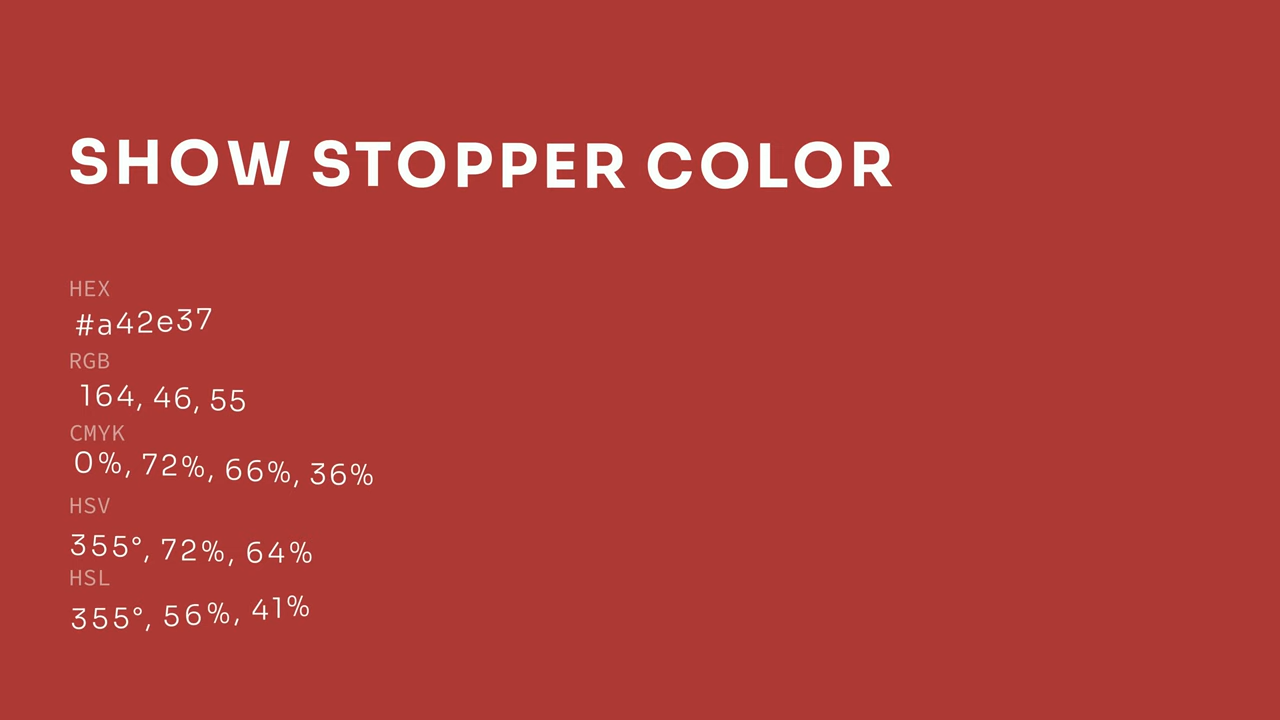 SHOW STOPPER COLOR
HEX
#a42e37
RGB
164, 46, 55
CMYK
0%, 72%, 66%, 36%
HSV
355°, 72%, 64%
HSL
355°, 56%, 41%